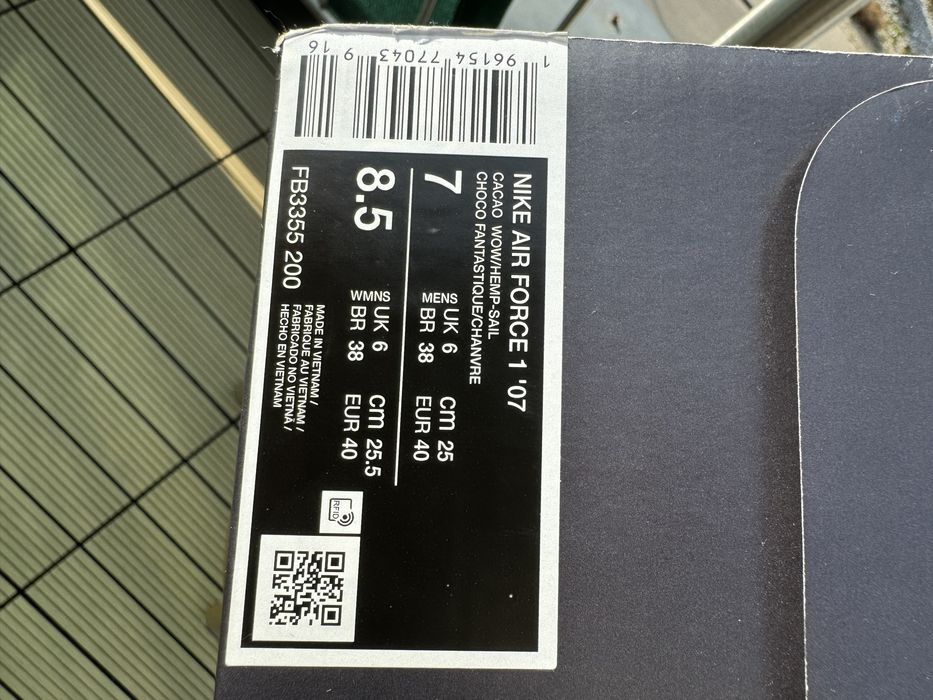 NIKE AIR FORCE 1 '07
CACAO WOW/HEMP-SAIL
CHOCO FANTASTIQUE/CHANVRE
7
MENS
UK 6
BR 38
cm 25
EUR 40
8.5
WMNS
UK 6
BR 38
cm 25.5
EUR 40
FB3355 200
MADE IN VIETNAM /
FABRIQUE AU VIETNAM /
FABRICADO NO VIETNÃ /
HECHO EN VIETNAM
RFID
1 96154 77043 9 16